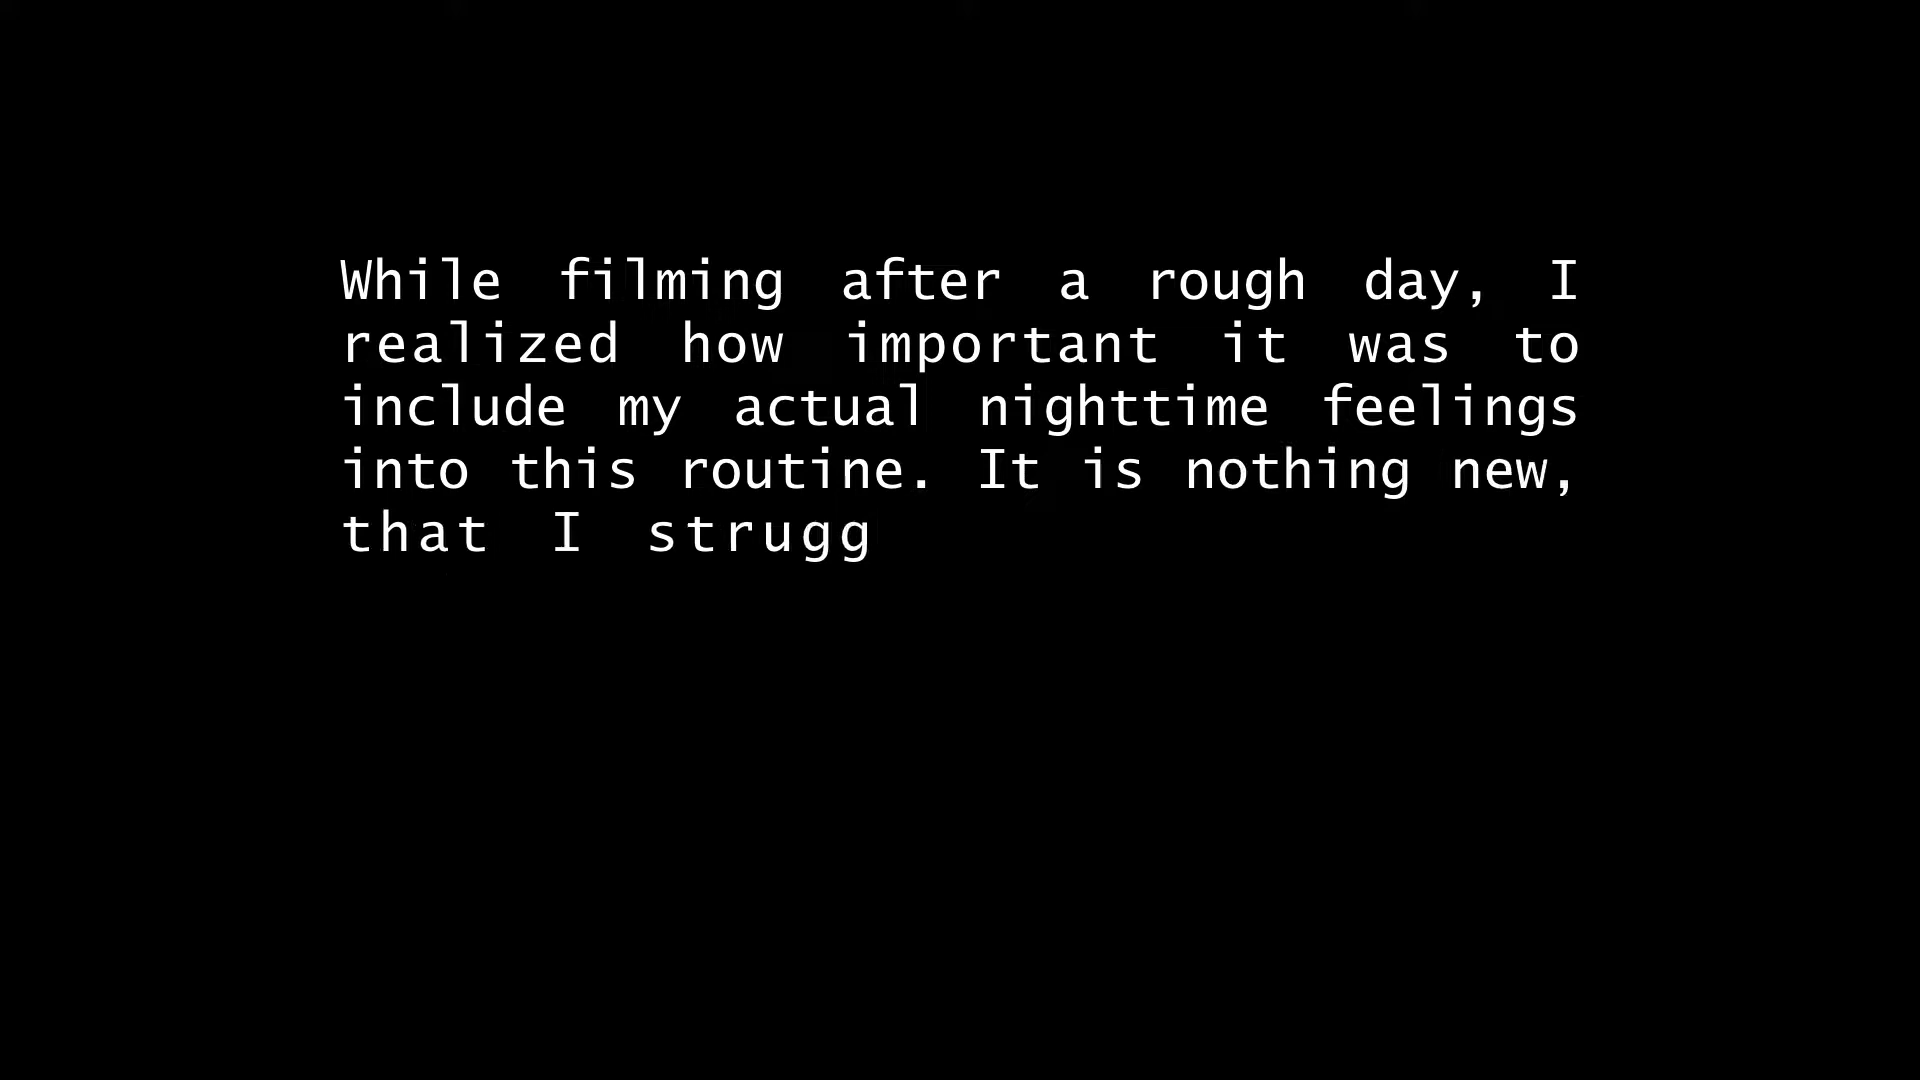 While filming after a rough day, I
realized how important it was to
include my actual nighttime feelings
into this routine. It is nothing new,
that I strugg